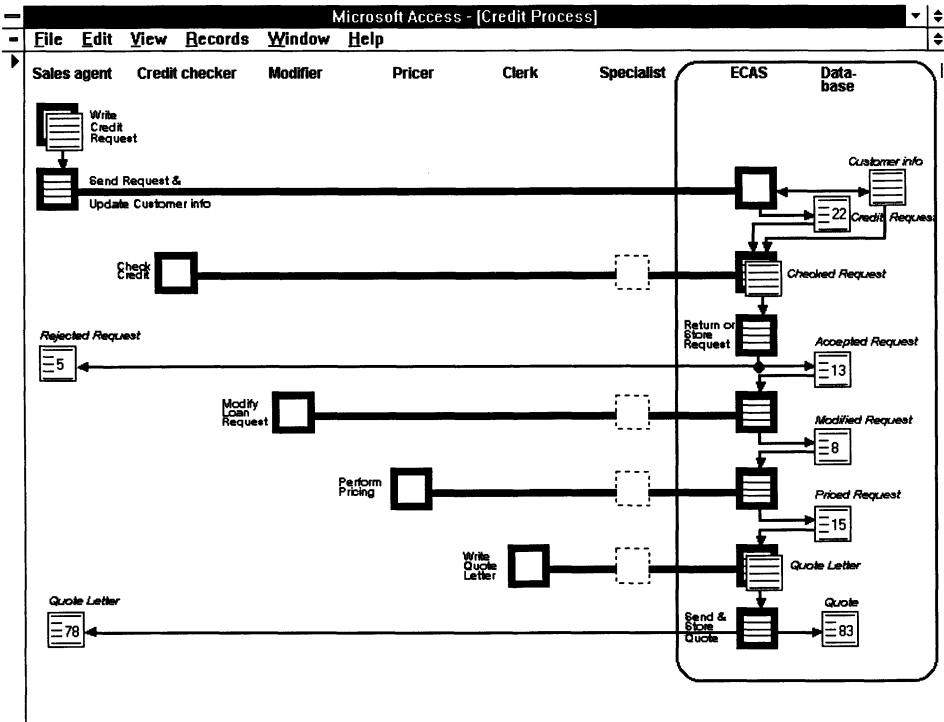 Microsoft Access - [Credit Process]
File Edit View Records Window Help
Sales agent Credit checker Modifier Pricer Clerk Specialist ECAS Data-
base
Write
Credit
Request
Customer info
Send Request &
Update Customer info
22 Credit Reques
Check
Credit
Checked Request
Return or
Store
Request
Rejected Request
5
Accepted Request
13
Modify
Loan
Request
Modified Request
8
Perform
Pricing
Priced Request
15
Write
Quote
Letter
Quote Letter
Quote Letter
78
Send &
Store
Quote
Quote
83